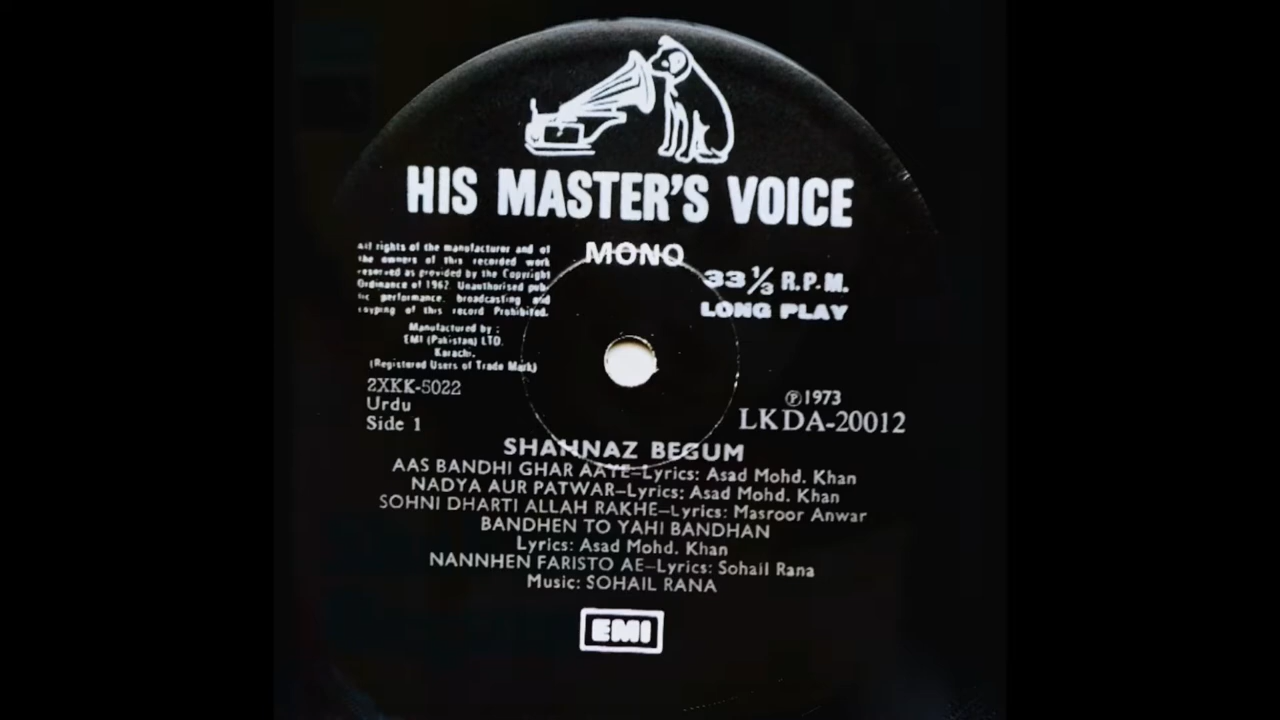 HIS MASTER'S VOICE
MONO
All rights of the manufacturer and of
the owners of this recorded work
reserved as provided by the Copyright
Ordinance of 1962. Unauthorised pub-
lic performance, broadcasting and
copying of this record Prohibited.
Manufactured by :
EMI (Pakistan) LTD.
Karachi.
(Registered Users of Trade Mark)
33 1/3 R.P.M.
LONG PLAY
2XKK-5022
Urdu
Side 1
Ⓟ1973
LKDA-20012
SHAHNAZ BEGUM
AAS BANDHI GHAR AAYE—Lyrics: Asad Mohd. Khan
NADYA AUR PATWAR—Lyrics: Asad Mohd. Khan
SOHNI DHARTI ALLAH RAKHE—Lyrics: Masroor Anwar
BANDHEN TO YAHI BANDHAN
Lyrics: Asad Mohd. Khan
NANNHEN FARISTO AE—Lyrics: Sohail Rana
Music: SOHAIL RANA
EMI